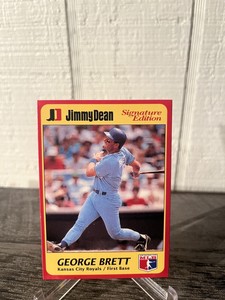 JD JimmyDean
Signature
Edition
GEORGE BRETT
Kansas City Royals / First Base